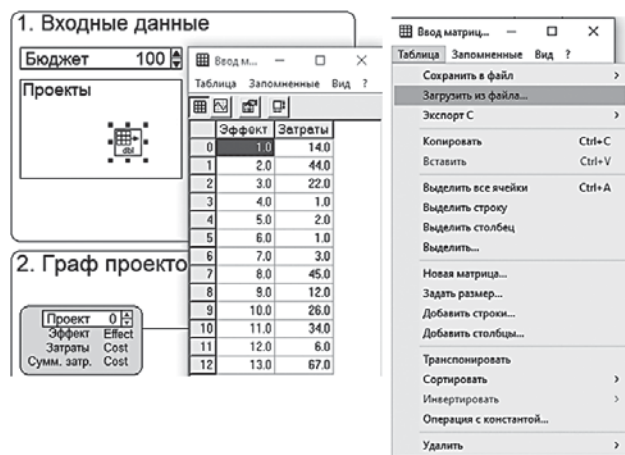 1. Входные данные
Бюджет 100
Проекты
dbl
2. Граф проекто
Проект 0
Эффект Effect
Затраты Cost
Сумм. затр. Cost
Ввод м...
Таблица Запомненные Вид ?
Эффект Затраты
0 1.0 14.0
1 2.0 44.0
2 3.0 22.0
3 4.0 1.0
4 5.0 2.0
5 6.0 1.0
6 7.0 3.0
7 8.0 45.0
8 9.0 12.0
9 10.0 26.0
10 11.0 34.0
11 12.0 6.0
12 13.0 67.0
Ввод матриц...
Таблица Запомненные Вид ?
Сохранить в файл
Загрузить из файла...
Экспорт C
Копировать Ctrl+C
Вставить Ctrl+V
Выделить все ячейки Ctrl+A
Выделить строку
Выделить столбец
Выделить...
Новая матрица...
Задать размер...
Добавить строки...
Добавить столбцы...
Транспонировать
Сортировать
Инвертировать
Операция с константой...
Удалить